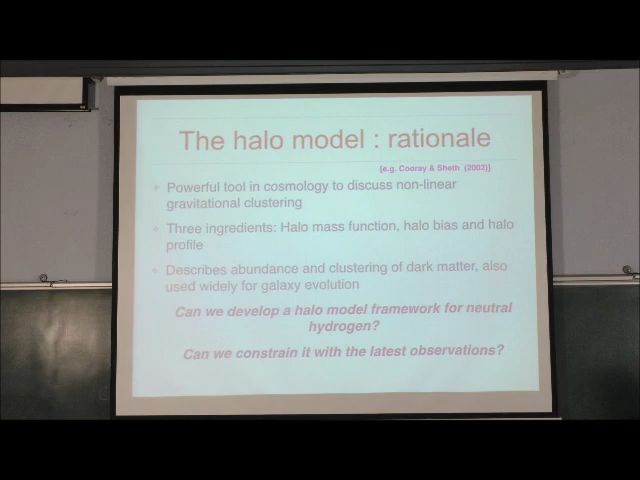 The halo model : rationale
[e.g. Cooray & Sheth (2002)]
• Powerful tool in cosmology to discuss non-linear
gravitational clustering
• Three ingredients: Halo mass function, halo bias and halo
profile
• Describes abundance and clustering of dark matter, also
used widely for galaxy evolution
Can we develop a halo model framework for neutral
hydrogen?
Can we constrain it with the latest observations?